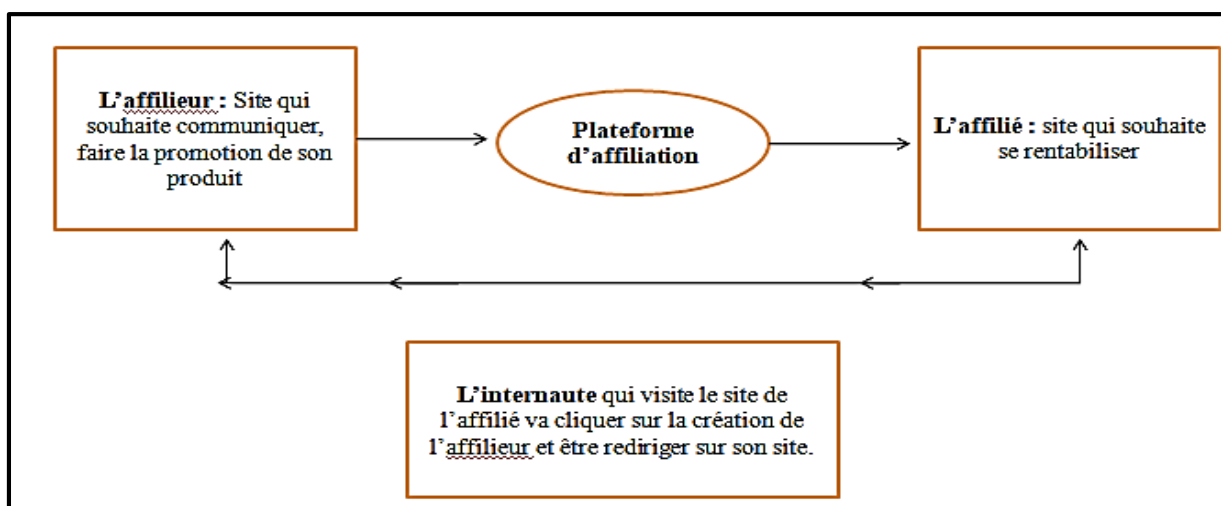 L’affilieur : Site qui
souhaite communiquer,
faire la promotion de son
produit
Plateforme
d’affiliation
L’affilié : site qui souhaite
se rentabiliser
L’internaute qui visite le site de
l’affilié va cliquer sur la création de
l’affilieur et être rediriger sur son site.